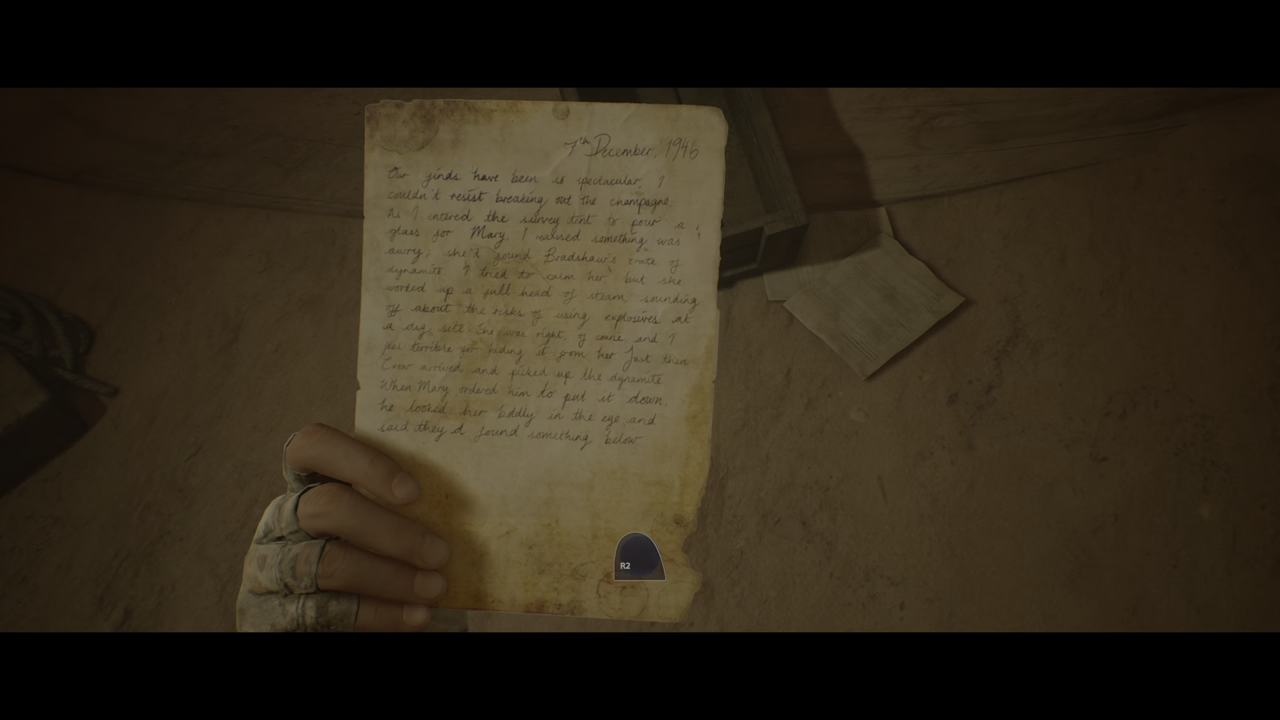 7th December, 1946
Our finds have been so spectacular, I
couldn't resist breaking out the champagne.
As I entered the survey tent to pour a
glass for Mary, I sensed something was
awry; she'd found Bradshaw's crate of
dynamite. I tried to calm her, but she
worked up a full head of steam, sounding
off about the risks of using explosives at
a dig site. She was right, of course, and I
feel terrible for hiding it from her. Just then
arrived and picked up the dynamite.
When Mary ordered him to put it down,
he looked her oddly in the eye and
said they'd found something below
R2